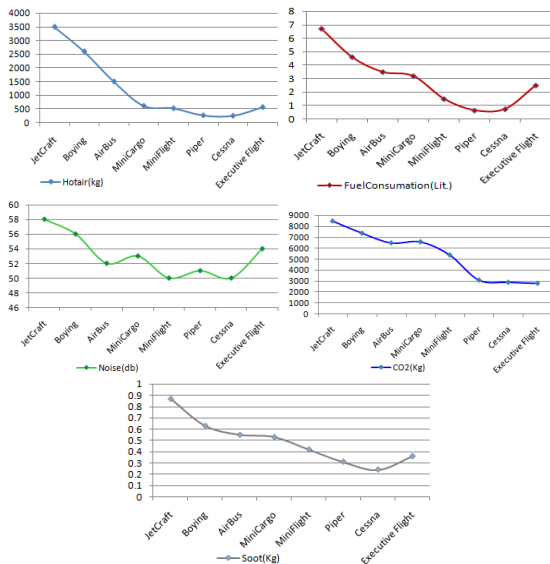 4000
3500
3000
2500
2000
1500
1000
500
0
JetCraft
Boying
AirBus
MiniCargo
MiniFlight
Piper
Cessna
Executive Flight
Hotair(kg)
8
7
6
5
4
3
2
1
0
JetCraft
Boying
AirBus
MiniCargo
MiniFlight
Piper
Cessna
Executive Flight
FuelConsumation(Lit.)
60
58
56
54
52
50
48
46
JetCraft
Boying
AirBus
MiniCargo
MiniFlight
Piper
Cessna
Executive Flight
Noise(db)
9000
8000
7000
6000
5000
4000
3000
2000
1000
0
JetCraft
Boying
AirBus
MiniCargo
MiniFlight
Piper
Cessna
Executive Flight
CO2(Kg)
1
0.9
0.8
0.7
0.6
0.5
0.4
0.3
0.2
0.1
0
JetCraft
Boying
AirBus
MiniCargo
MiniFlight
Piper
Cessna
Executive Flight
Soot(Kg)